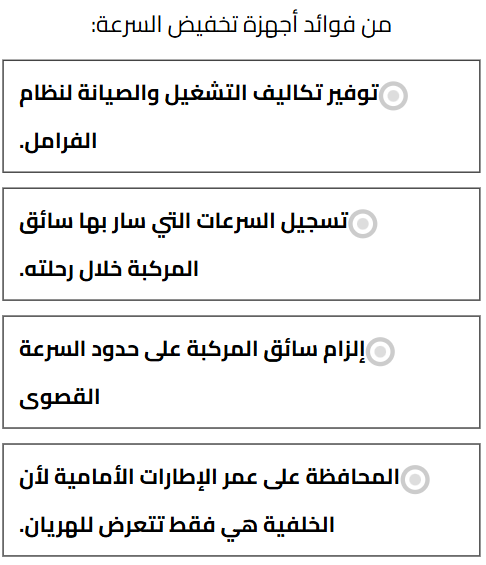 من فوائد أجهزة تخفيض السرعة:
توفير تكاليف التشغيل والصيانة لنظام
الفرامل.
تسجيل السرعات التي سار بها سائق
المركبة خلال رحلته.
إلزام سائق المركبة على حدود السرعة
القصوى
المحافظة على عمر الإطارات الأمامية لأن
الخلفية هي فقط تتعرض للهريان.